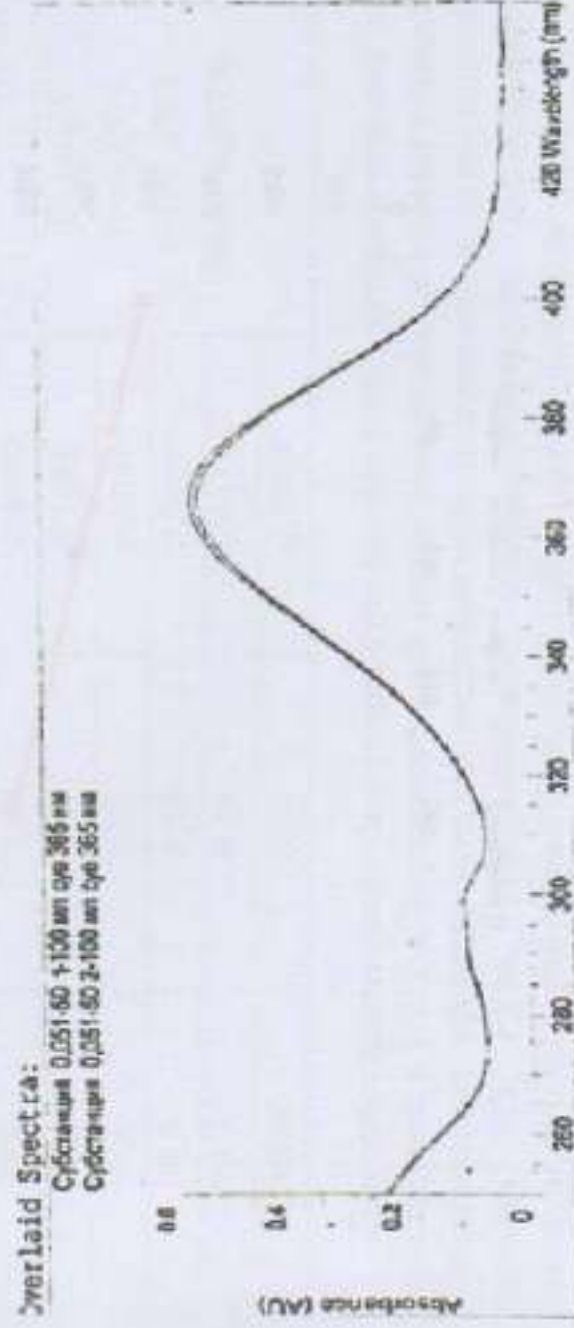 Overlaid Spectra:
Субстанция 0,051-60 1-100 мл буф 365 нм
Субстанция 0,051-60 2-100 мл буф 365 нм
0.6
0.4
0.2
0
Absorbance (AU)
260 280 300 320 340 360 380 400 420 Wavelength (nm)